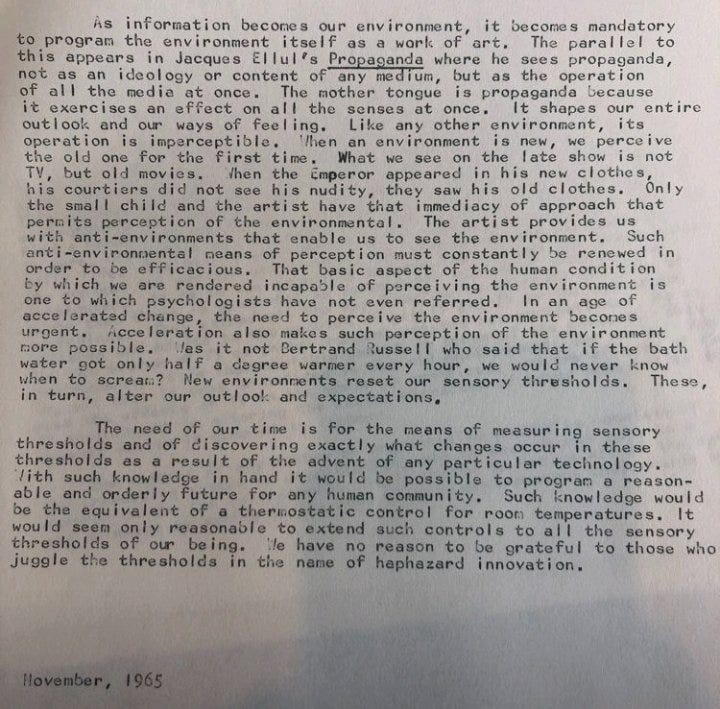 As information becomes our environment, it becomes mandatory
to program the environment itself as a work of art. The parallel to
this appears in Jacques Ellul's Propaganda where he sees propaganda,
not as an ideology or content of any medium, but as the operation
of all the media at once. The mother tongue is propaganda because
it exercises an effect on all the senses at once. It shapes our entire
outlook and our ways of feeling. Like any other environment, its
operation is imperceptible. When an environment is new, we perceive
the old one for the first time. What we see on the late show is not
TV, but old movies. When the Emperor appeared in his new clothes,
his courtiers did not see his nudity, they saw his old clothes. Only
the small child and the artist have that immediacy of approach that
permits perception of the environmental. The artist provides us
with anti-environments that enable us to see the environment. Such
anti-environmental means of perception must constantly be renewed in
order to be efficacious. That basic aspect of the human condition
by which we are rendered incapable of perceiving the environment is
one to which psychologists have not even referred. In an age of
accelerated change, the need to perceive the environment becomes
urgent. Acceleration also makes such perception of the environment
more possible. Was it not Bertrand Russell who said that if the bath
water got only half a degree warmer every hour, we would never know
when to scream? New environments reset our sensory thresholds. These,
in turn, alter our outlook and expectations.
The need of our time is for the means of measuring sensory
thresholds and of discovering exactly what changes occur in these
thresholds as a result of the advent of any particular technology.
With such knowledge in hand it would be possible to program a reason-
able and orderly future for any human community. Such knowledge would
be the equivalent of a thermostatic control for room temperatures. It
would seem only reasonable to extend such controls to all the sensory
thresholds of our being. We have no reason to be grateful to those who
juggle the thresholds in the name of haphazard innovation.
November, 1965